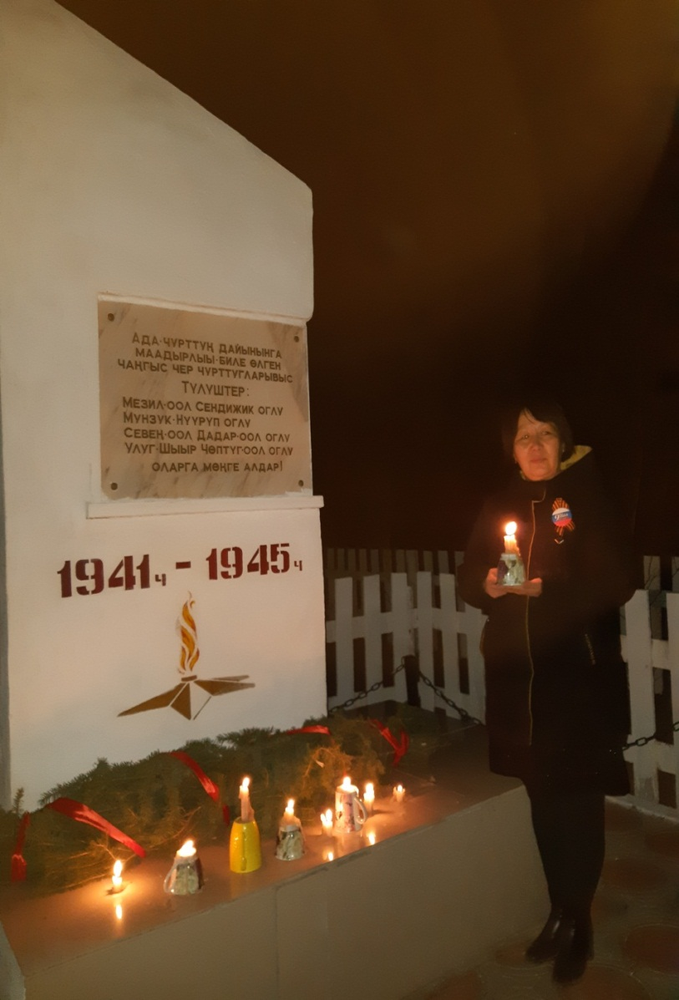 Ада-чурттуң дайынынга
маадырлыы-биле өлген
чаңгыс чер чурттугларывыс
Түлүштер:
Мезил-оол Сендижик оглу
Мунзук-Нууруп оглу
Севең-оол Дадар-оол оглу
Улуг-Шыыр Чөптүг-оол оглу
оларга мөңге алдар!
1941ч - 1945ч